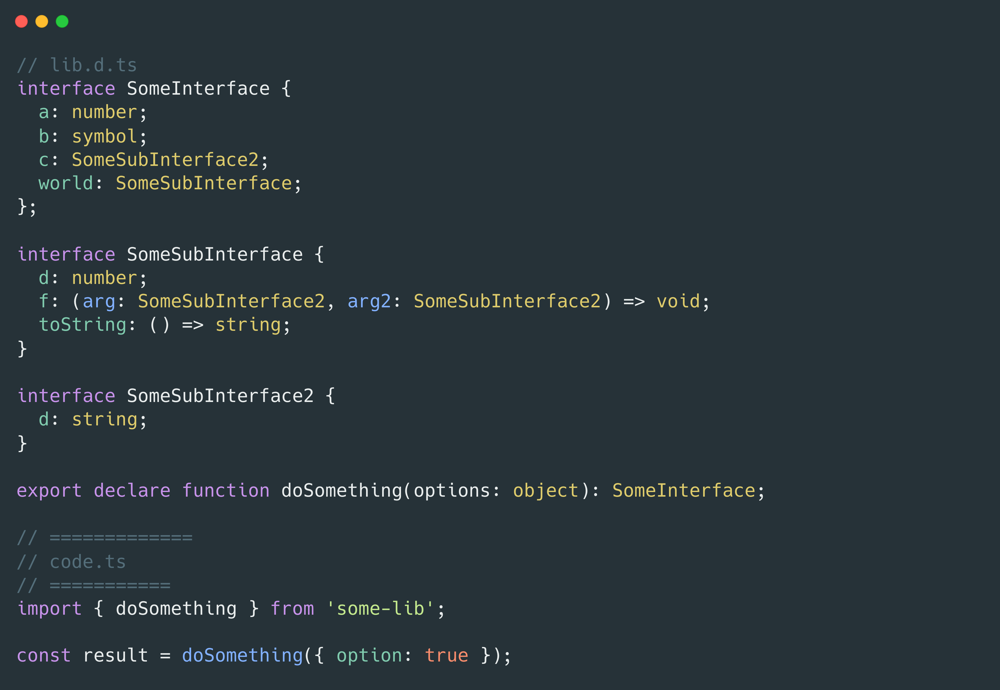 // lib.d.ts
interface SomeInterface {
  a: number;
  b: symbol;
  c: SomeSubInterface2;
  world: SomeSubInterface;
};

interface SomeSubInterface {
  d: number;
  f: (arg: SomeSubInterface2, arg2: SomeSubInterface2) => void;
  toString: () => string;
}

interface SomeSubInterface2 {
  d: string;
}

export declare function doSomething(options: object): SomeInterface;

// =============
// code.ts
// ===========
import { doSomething } from 'some-lib';

const result = doSomething({ option: true });